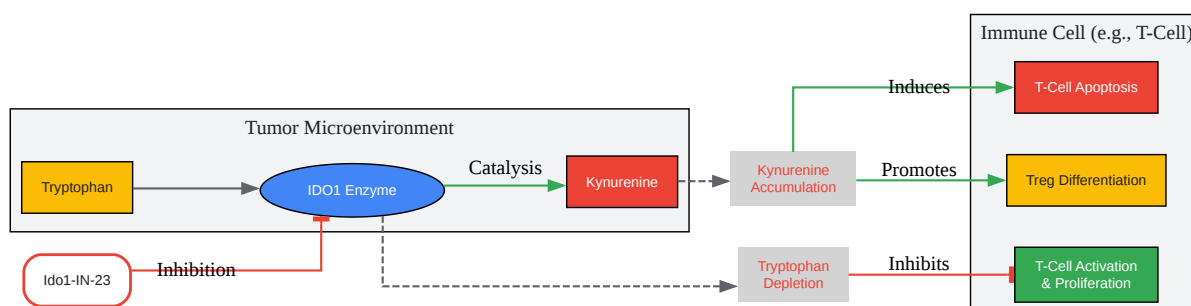 Immune Cell (e.g., T-Cell)
Induces
T-Cell Apoptosis
Tumor Microenvironment
Tryptophan
IDO1 Enzyme
Catalysis
Kynurenine
Kynurenine
Accumulation
Promotes
Treg Differentiation
Ido1-IN-23
Inhibition
Tryptophan
Depletion
Inhibits
T-Cell Activation
& Proliferation